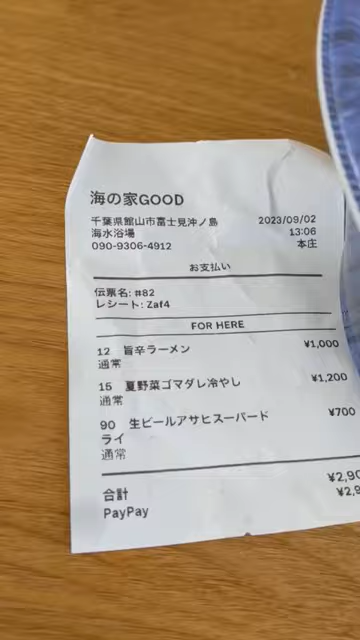 海の家GOOD
千葉県館山市富士見沖ノ島 2023/09/02
海水浴場 13:06
090-9306-4912 本庄
お支払い
伝票名: #82
レシート: Zaf4
FOR HERE
12 旨辛ラーメン ¥1,000
通常
15 夏野菜ゴマダレ冷やし ¥1,200
通常
90 生ビールアサヒスーパード ¥700
ライ
通常
合計 ¥2,90
PayPay ¥2,9